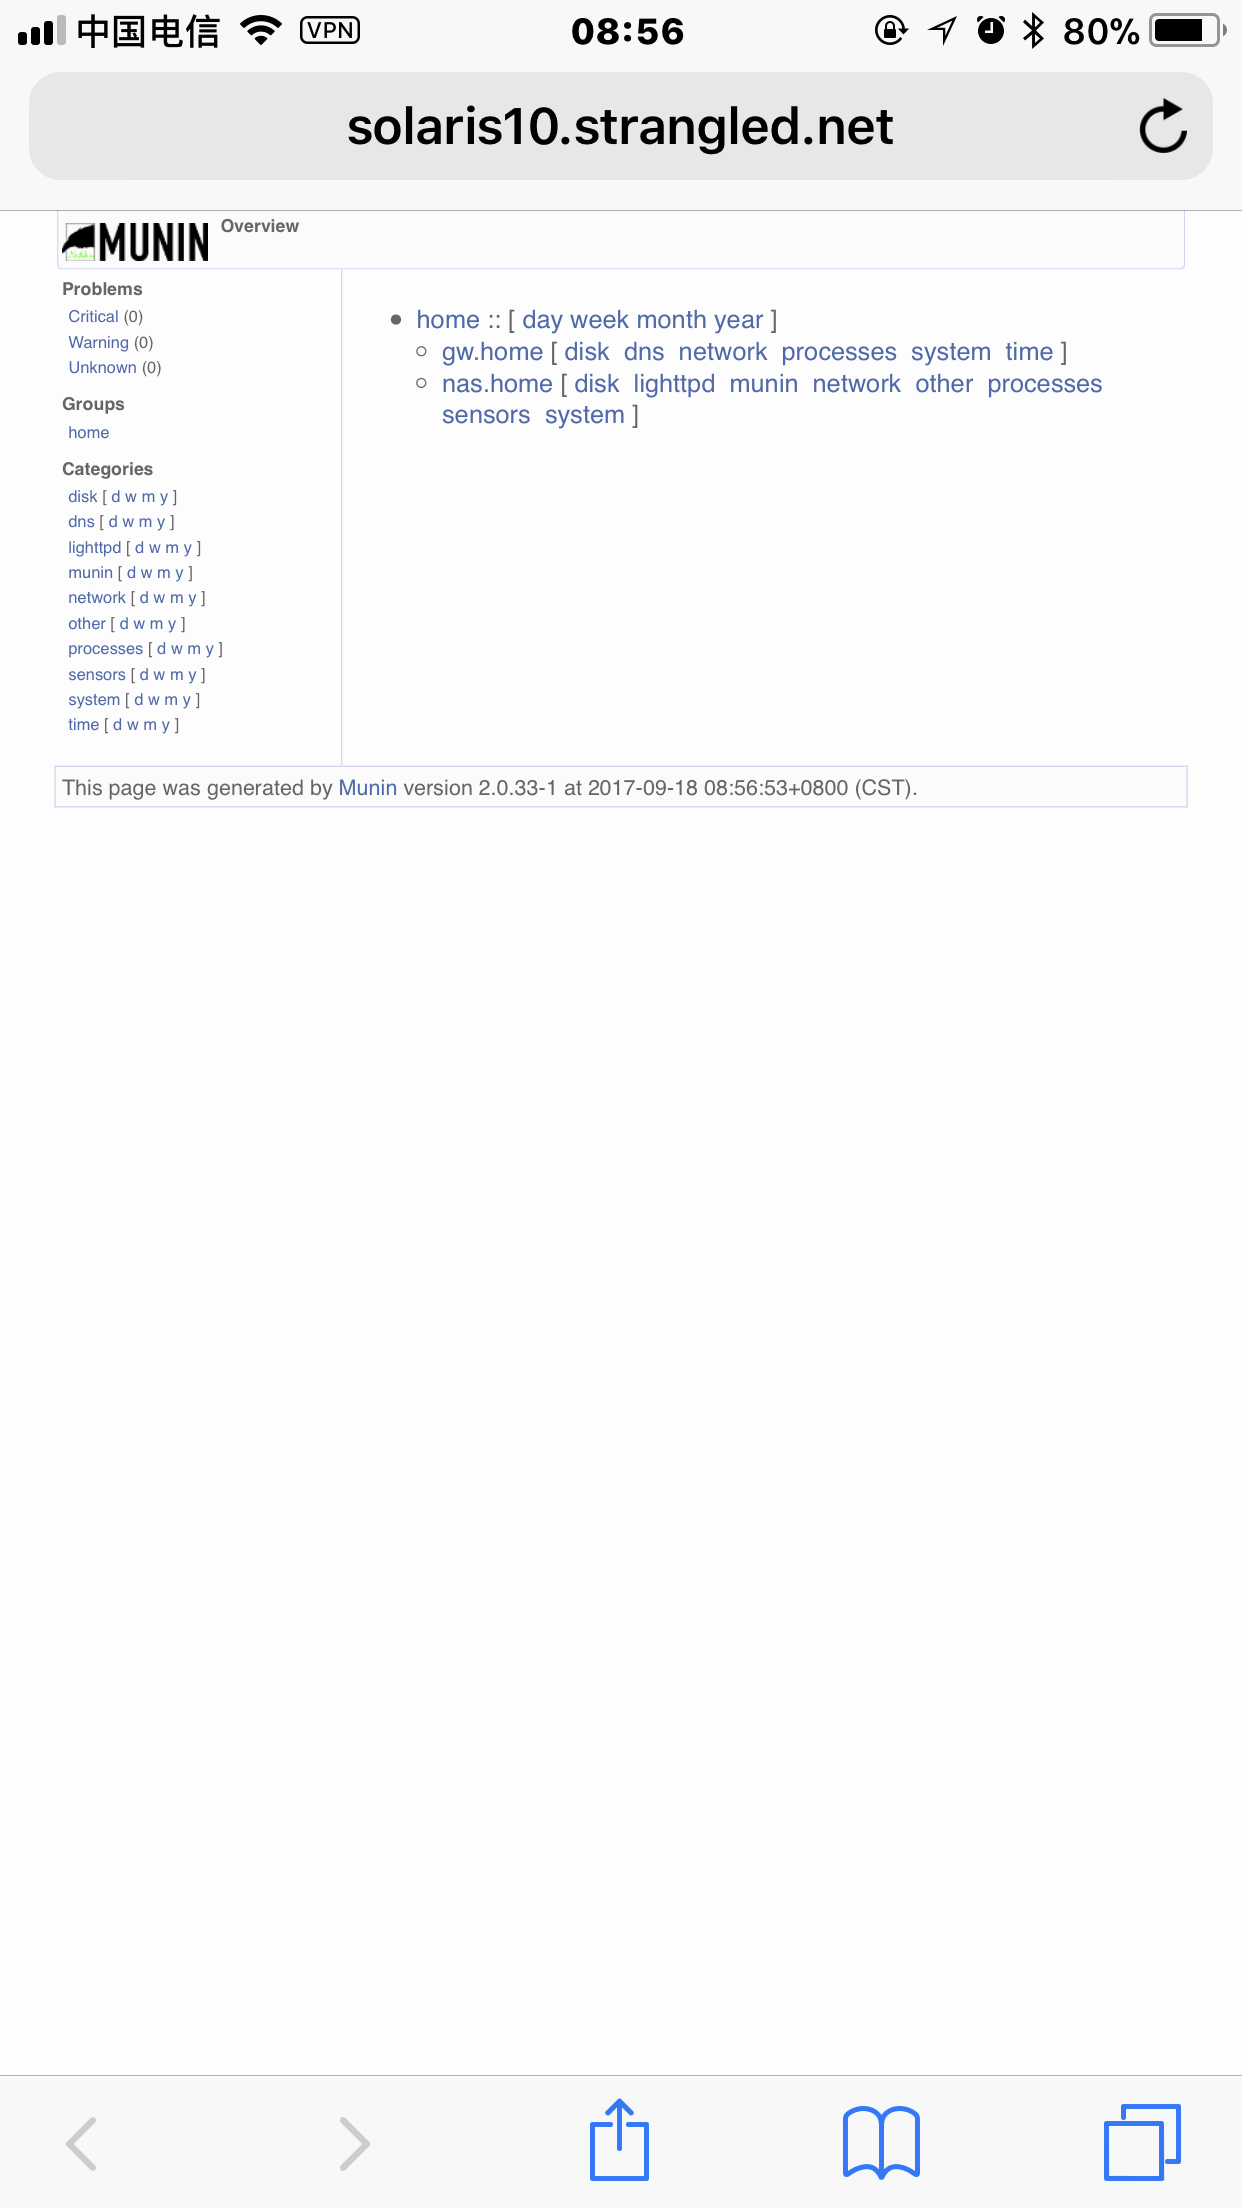 中国电信 VPN 08:56 80%
solaris10.strangled.net
MUNIN Overview
Problems
Critical (0)
Warning (0)
Unknown (0)
Groups
home
Categories
disk [ d w m y ]
dns [ d w m y ]
lighttpd [ d w m y ]
munin [ d w m y ]
network [ d w m y ]
other [ d w m y ]
processes [ d w m y ]
sensors [ d w m y ]
system [ d w m y ]
time [ d w m y ]
home :: [ day week month year ]
gw.home [ disk dns network processes system time ]
nas.home [ disk lighttpd munin network other processes
sensors system ]
This page was generated by Munin version 2.0.33-1 at 2017-09-18 08:56:53+0800 (CST).